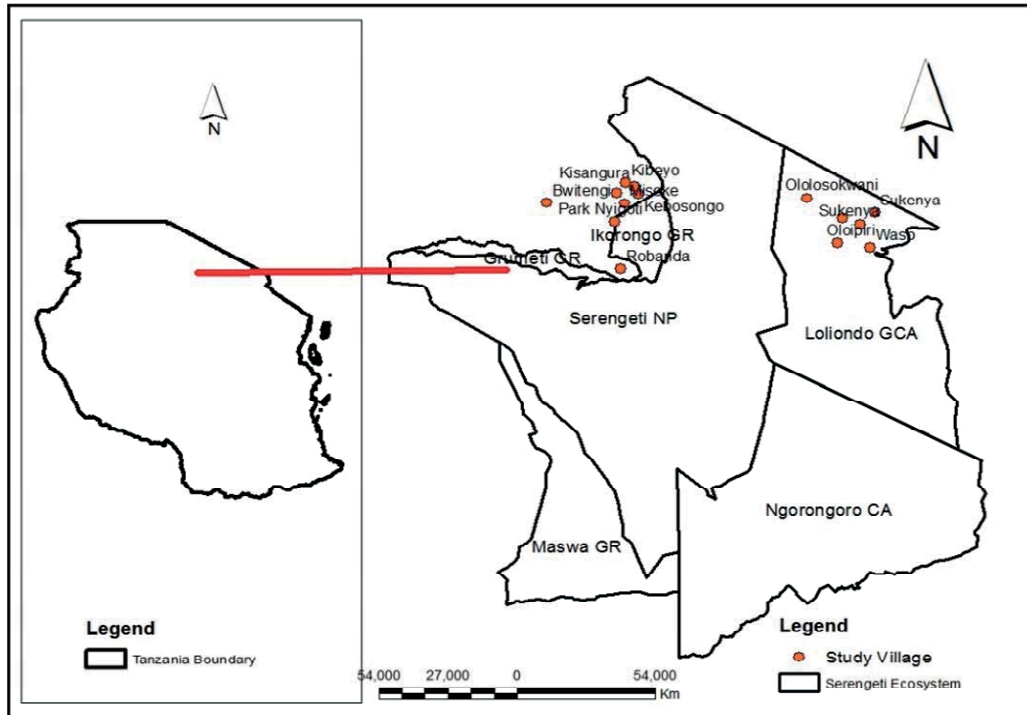 N
Legend
Tanzania Boundary
N
Kisangura
Kibeyo
Bwitengi
Miseke
Park Nyigoti
Kebosongo
Ikorongo GR
Grumeti GR
Robanda
Serengeti NP
Ololosokwani
Sukenya
Sukenya
Oloipiri
Waso
Loliondo GCA
Ngorongoro CA
Maswa GR
54,000 27,000 0 54,000
Km
Legend
Study Village
Serengeti Ecosystem